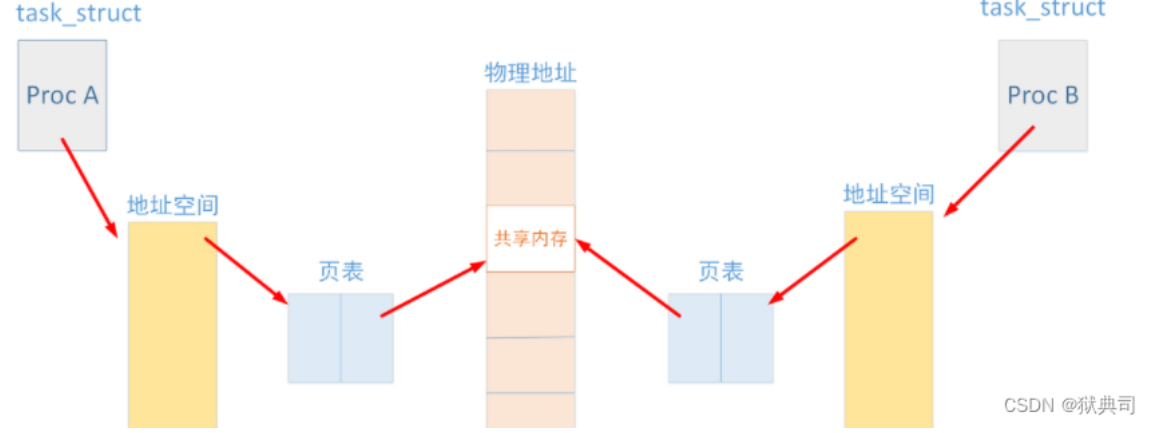 task_struct
task_struct
Proc A
物理地址
Proc B
地址空间
地址空间
共享内存
页表
页表
CSDN @狱典司